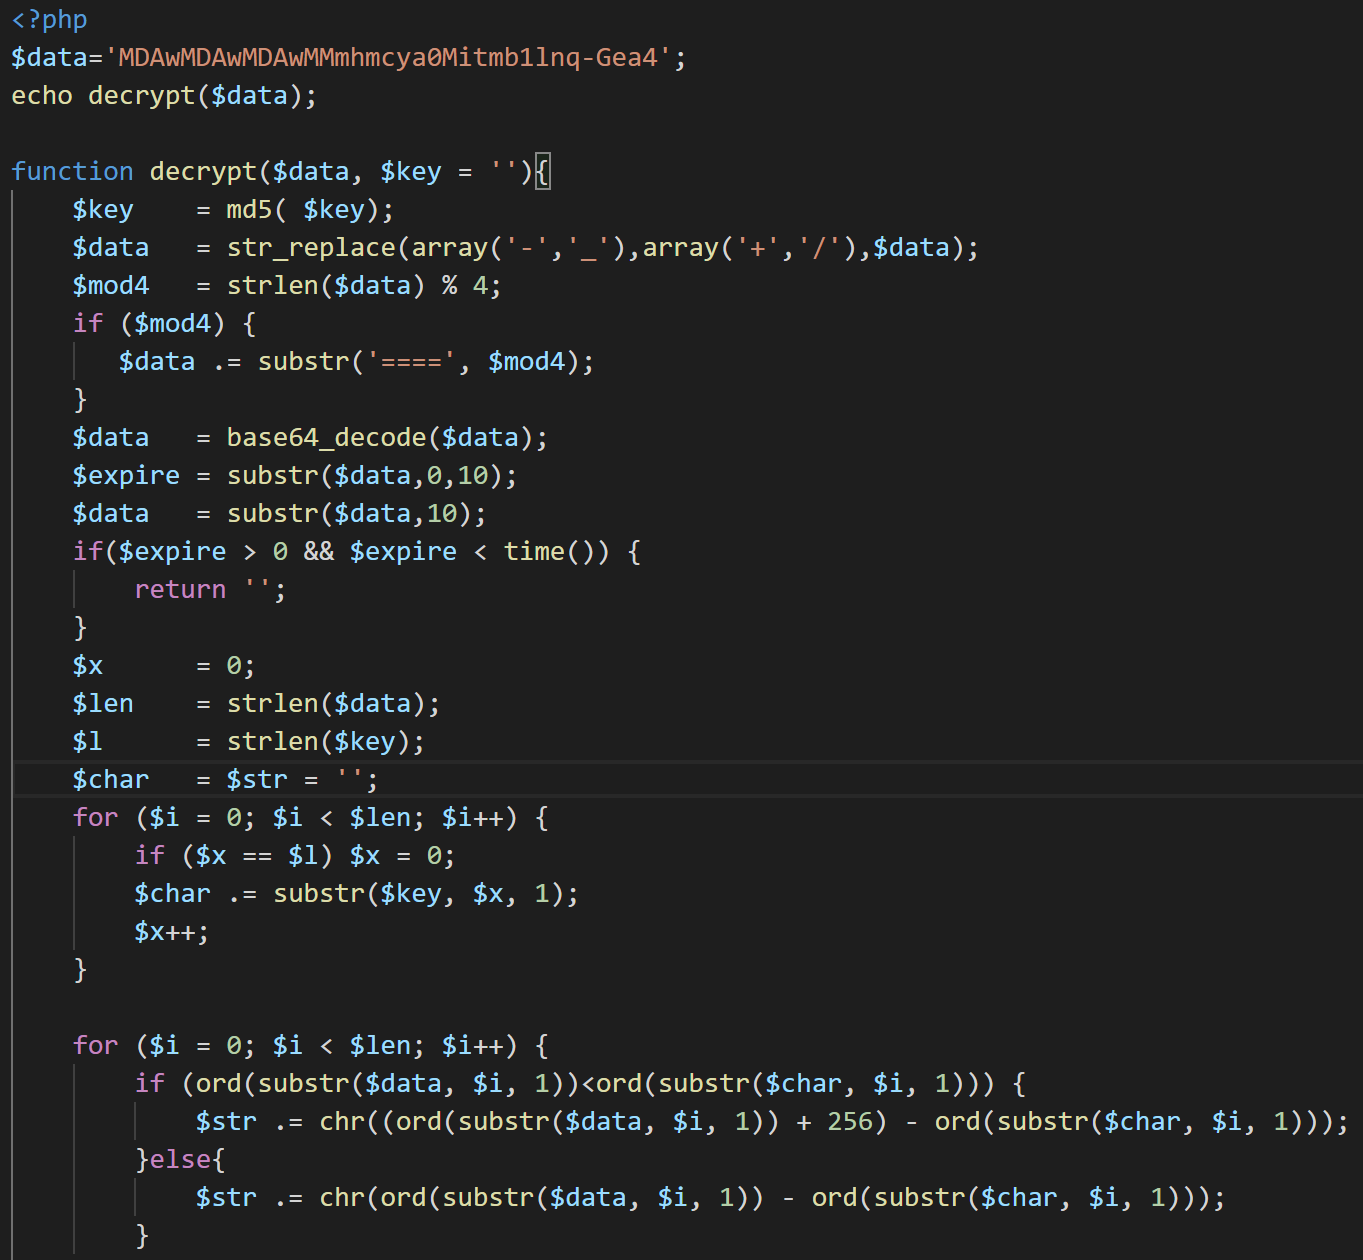 <?php
$data='MDAwMDAwMDAwMMmhmcya0Mitmb1lnq-Gea4';
echo decrypt($data);
function decrypt($data, $key = ''){
    $key    = md5( $key);
    $data   = str_replace(array('-','_'),array('+','/'),$data);
    $mod4   = strlen($data) % 4;
    if ($mod4) {
       $data .= substr('====', $mod4);
    }
    $data   = base64_decode($data);
    $expire = substr($data,0,10);
    $data   = substr($data,10);
    if($expire > 0 && $expire < time()) {
        return '';
    }
    $x      = 0;
    $len    = strlen($data);
    $l      = strlen($key);
    $char   = $str = '';
    for ($i = 0; $i < $len; $i++) {
        if ($x == $l) $x = 0;
        $char .= substr($key, $x, 1);
        $x++;
    }
    for ($i = 0; $i < $len; $i++) {
        if (ord(substr($data, $i, 1))<ord(substr($char, $i, 1))) {
            $str .= chr((ord(substr($data, $i, 1)) + 256) - ord(substr($char, $i, 1)));
        }else{
            $str .= chr(ord(substr($data, $i, 1)) - ord(substr($char, $i, 1)));
        }